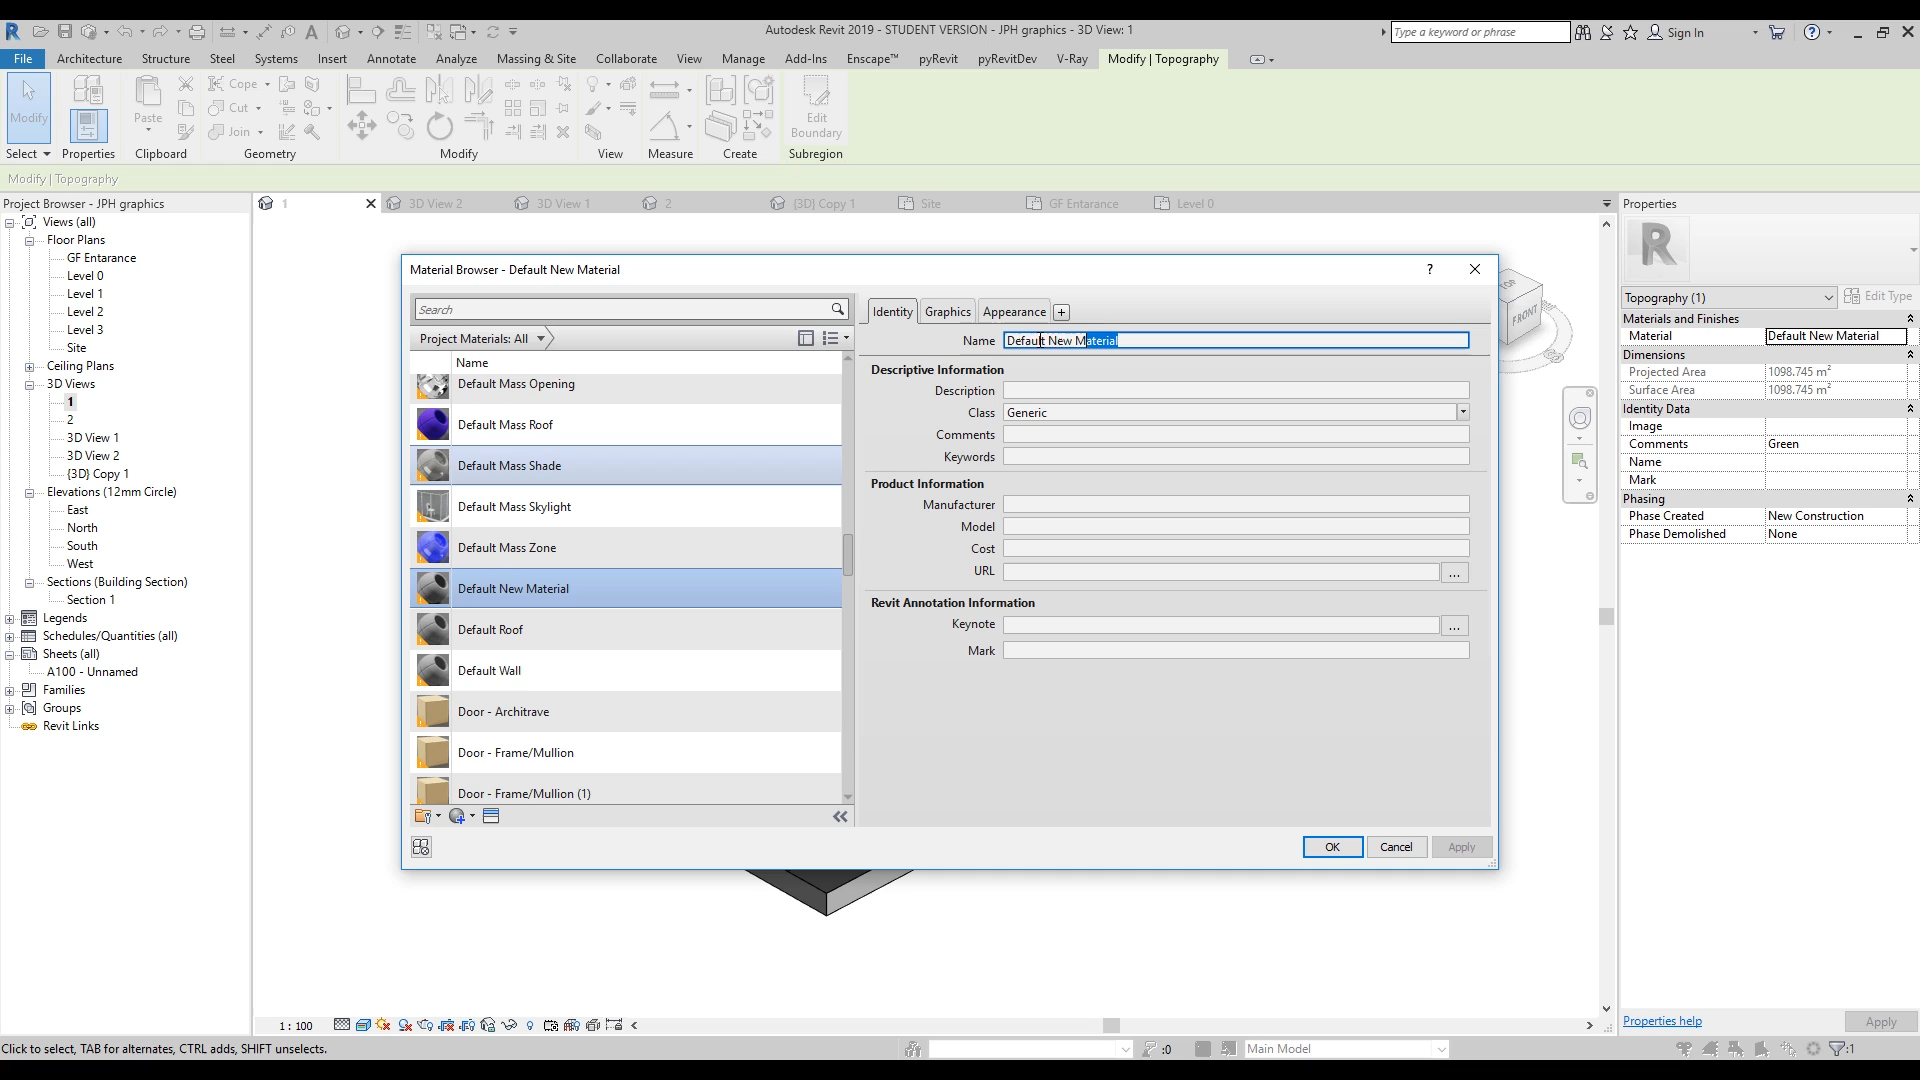 Autodesk Revit 2019 - STUDENT VERSION - JPH graphics - 3D View: 1
Type a keyword or phrase
Sign In
File Architecture Structure Steel Systems Insert Annotate Analyze Massing & Site Collaborate View Manage Add-Ins Enscape™ pyRevit pyRevitDev V-Ray Modify | Topography
Modify
Paste
Cope
Cut
Join
Edit
Boundary
Select Properties Clipboard Geometry Modify View Measure Create Subregion
Modify | Topography
Project Browser - JPH graphics
Views (all)
Floor Plans
GF Entarance
Level 0
Level 1
Level 2
Level 3
Site
Ceiling Plans
3D Views
1
2
3D View 1
3D View 2
{3D} Copy 1
Elevations (12mm Circle)
East
North
South
West
Sections (Building Section)
Section 1
Legends
Schedules/Quantities (all)
Sheets (all)
A100 - Unnamed
Families
Groups
Revit Links
1 3D View 2 3D View 1 2 {3D} Copy 1 Site GF Entarance Level 0
TOP
FRONT
Material Browser - Default New Material
?
Search
Project Materials: All
Name
Default Mass Opening
Default Mass Roof
Default Mass Shade
Default Mass Skylight
Default Mass Zone
Default New Material
Default Roof
Default Wall
Door - Architrave
Door - Frame/Mullion
Door - Frame/Mullion (1)
Identity Graphics Appearance +
Name Default New Material
Descriptive Information
Description
Class Generic
Comments
Keywords
Product Information
Manufacturer
Model
Cost
URL ...
Revit Annotation Information
Keynote ...
Mark
OK Cancel Apply
Properties
Topography (1) Edit Type
Materials and Finishes
Material Default New Material
Dimensions
Projected Area 1098.745 m²
Surface Area 1098.745 m²
Identity Data
Image
Comments Green
Name
Mark
Phasing
Phase Created New Construction
Phase Demolished None
Properties help Apply
1 : 100
Click to select, TAB for alternates, CTRL adds, SHIFT unselects.
:0
Main Model
:1